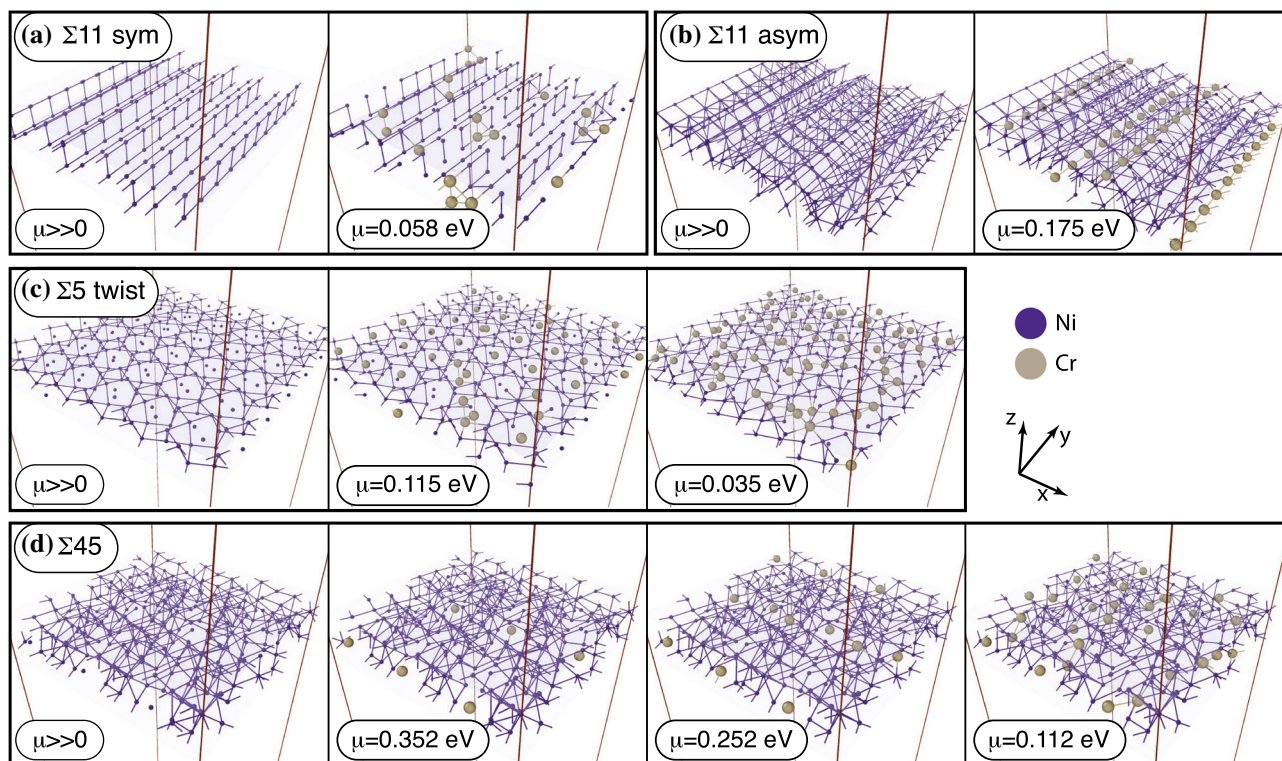 (a) Σ11 sym
μ>>0
μ=0.058 eV
(b) Σ11 asym
μ>>0
μ=0.175 eV
(c) Σ5 twist
μ>>0
μ=0.115 eV
μ=0.035 eV
Ni
Cr
z
y
x
(d) Σ45
μ>>0
μ=0.352 eV
μ=0.252 eV
μ=0.112 eV